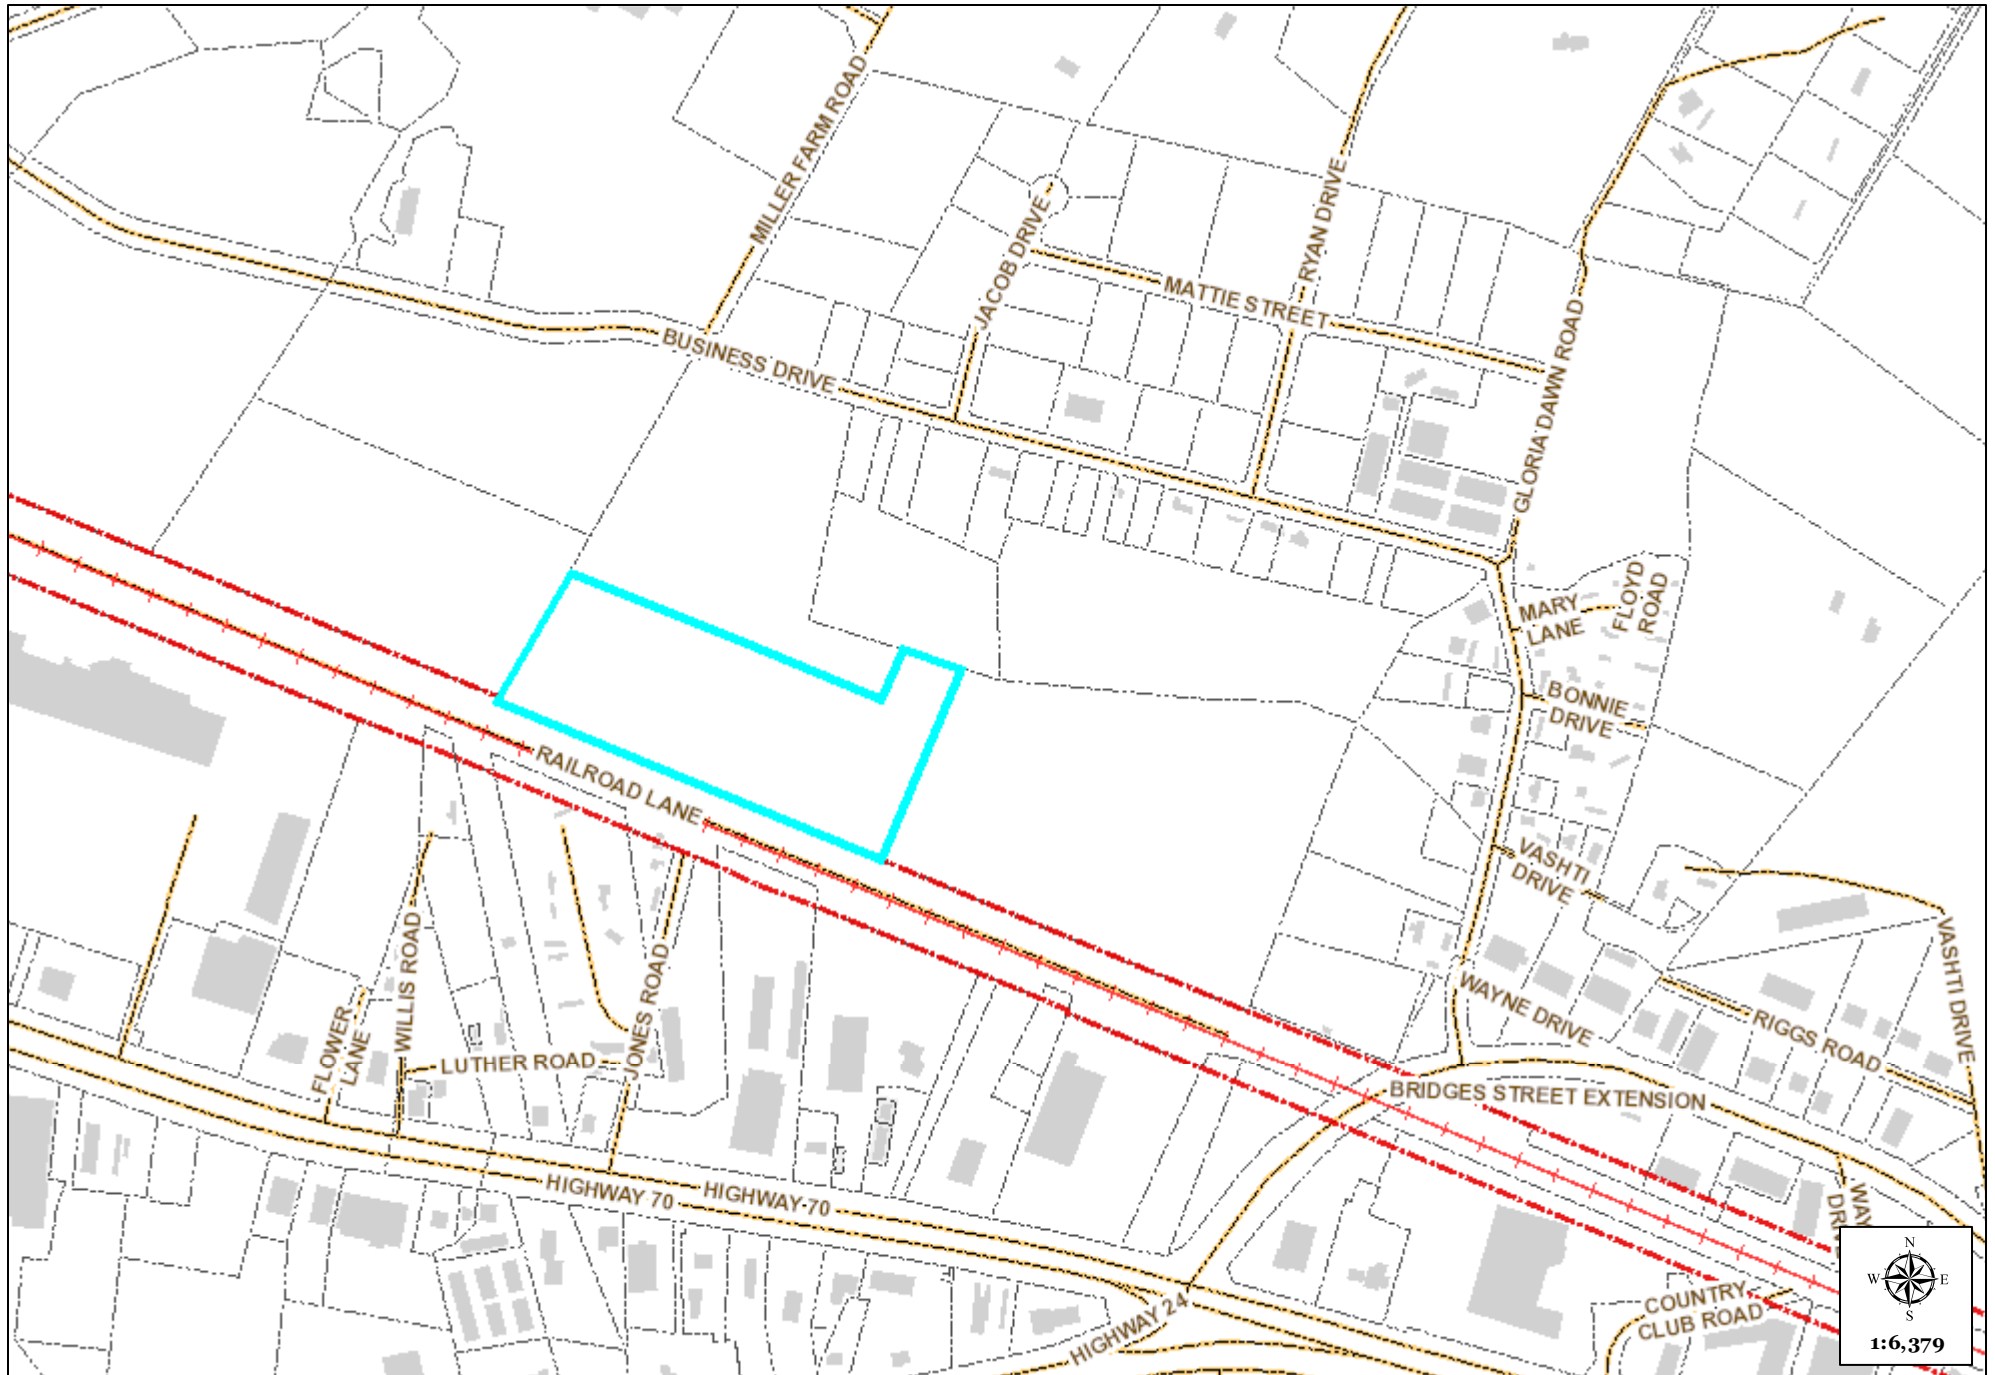 MILLER FARM ROAD
JACOB DRIVE
RYAN DRIVE
MATTIE STREET
BUSINESS DRIVE
GLORIA DAWN ROAD
MARY
LANE
FLOYD
ROAD
BONNIE
DRIVE
RAILROAD LANE
VASHTI
DRIVE
VASHTI DRIVE
WILLIS ROAD
JONES ROAD
WAYNE DRIVE
RIGGS ROAD
FLOWER
LANE
LUTHER ROAD
BRIDGES STREET EXTENSION
HIGHWAY 70
HIGHWAY 70
WAY
DR
HIGHWAY 24
COUNTRY
CLUB ROAD
N
W E
S
1:6,379